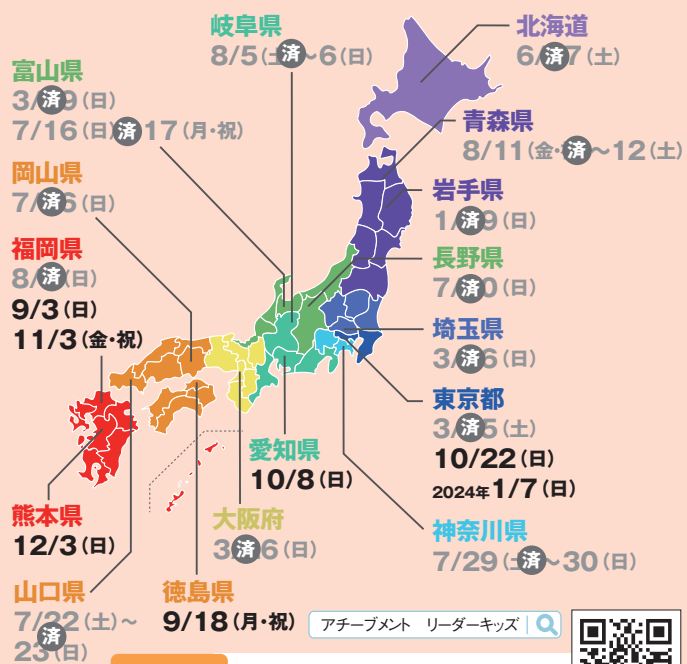 岐阜県
8/5(土)済~6(日)
北海道
6/済7(土)
富山県
3/済9(日)
7/16(日)済17(月・祝)
青森県
8/11(金・済~12(土)
岡山県
7/済6(日)
岩手県
1/済9(日)
福岡県
8/済(日)
9/3(日)
11/3(金・祝)
長野県
7/済0(日)
埼玉県
3/済6(日)
東京都
3/済5(土)
10/22(日)
2024年1/7(日)
愛知県
10/8(日)
熊本県
12/3(日)
大阪府
3済6(日)
神奈川県
7/29(土済~30(日)
山口県
7/22(土)~
済
23(日)
徳島県
9/18(月・祝)
アチーブメント リーダーキッズ